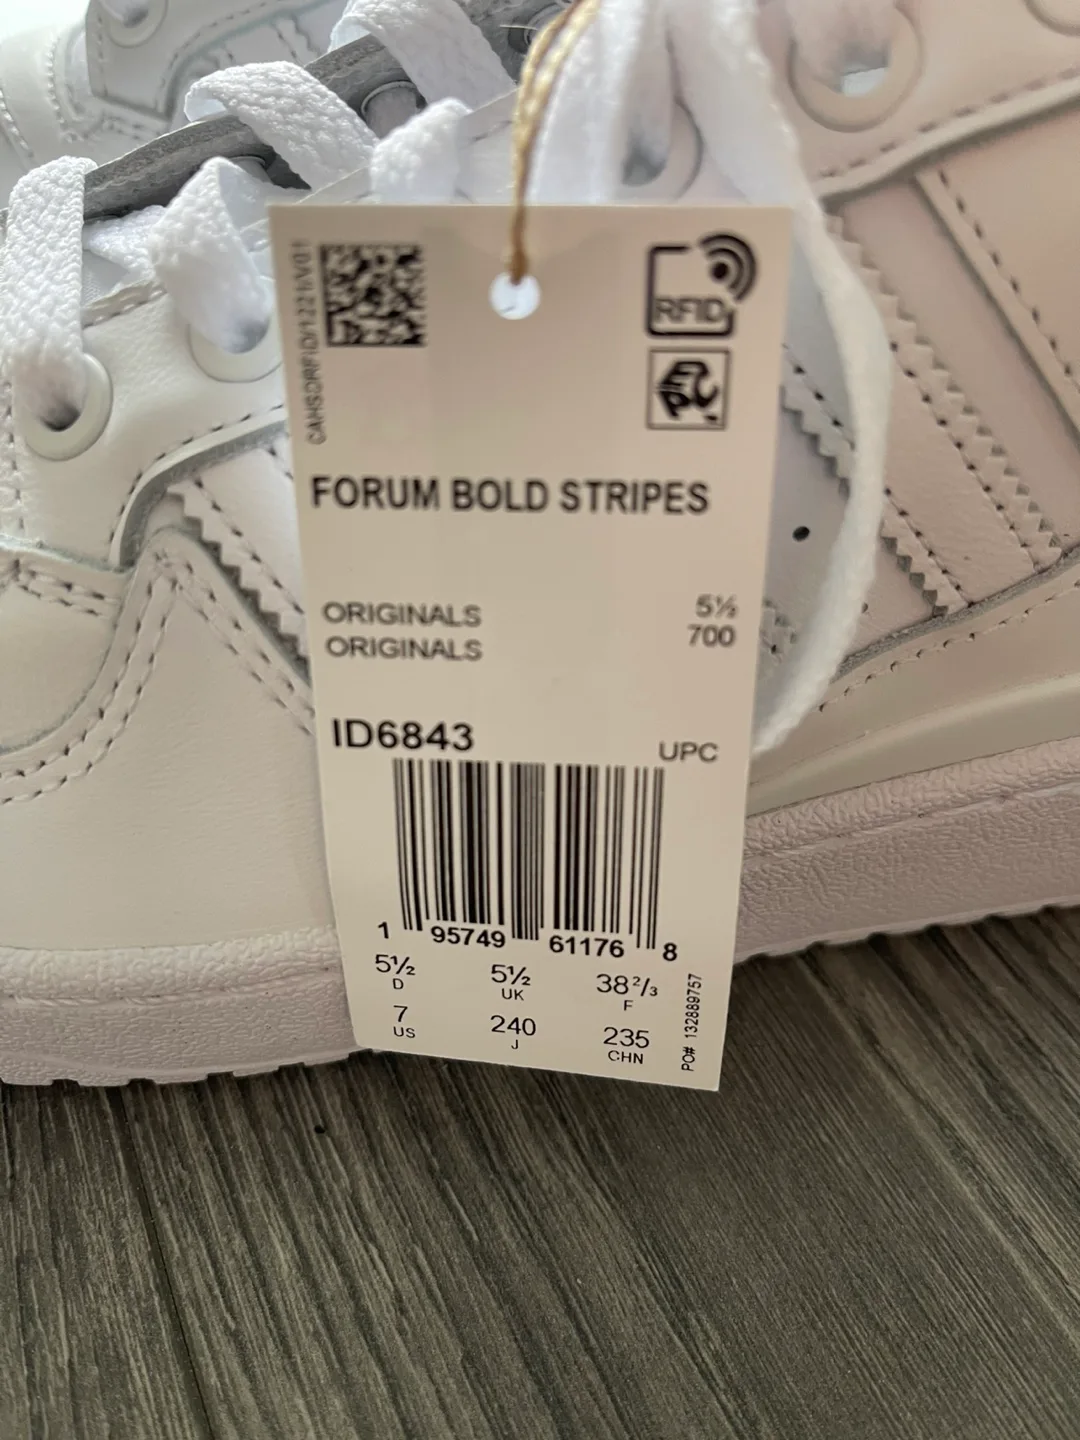 CAHSDRFID/1221/V01
RFID
FORUM BOLD STRIPES
ORIGINALS 5½
ORIGINALS 700
ID6843
UPC
1 95749 61176 8
5½ 5½ 38⅔
D UK F
7 240 235
US J CHN
PO# 132889757